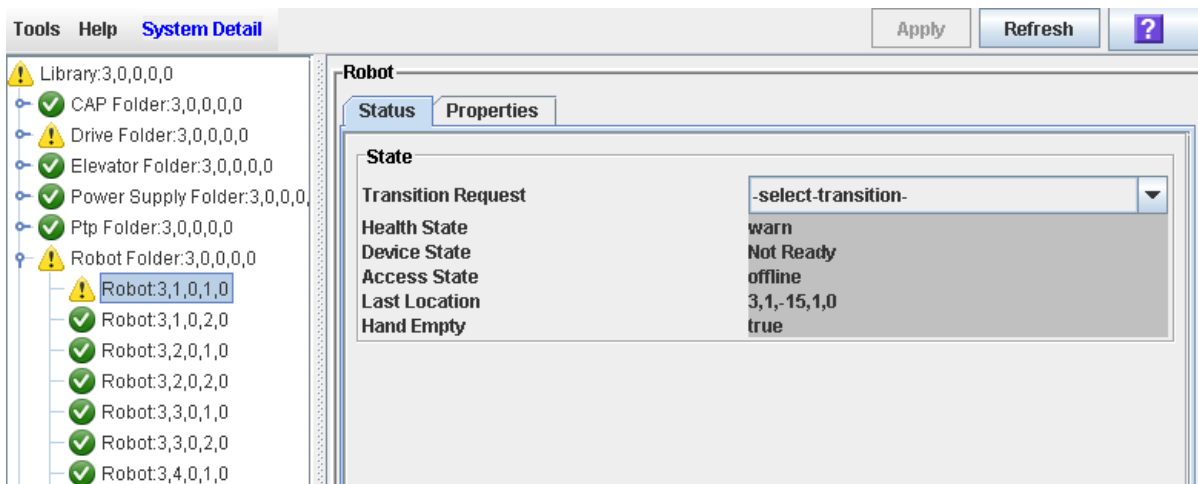 Tools Help System Detail Apply Refresh ?
Library:3,0,0,0,0
CAP Folder:3,0,0,0,0
Drive Folder:3,0,0,0,0
Elevator Folder:3,0,0,0,0
Power Supply Folder:3,0,0,0,
Ptp Folder:3,0,0,0,0
Robot Folder:3,0,0,0,0
Robot:3,1,0,1,0
Robot:3,1,0,2,0
Robot:3,2,0,1,0
Robot:3,2,0,2,0
Robot:3,3,0,1,0
Robot:3,3,0,2,0
Robot:3,4,0,1,0
Robot
Status Properties
State
Transition Request -select-transition-
Health State warn
Device State Not Ready
Access State offline
Last Location 3,1,-15,1,0
Hand Empty true